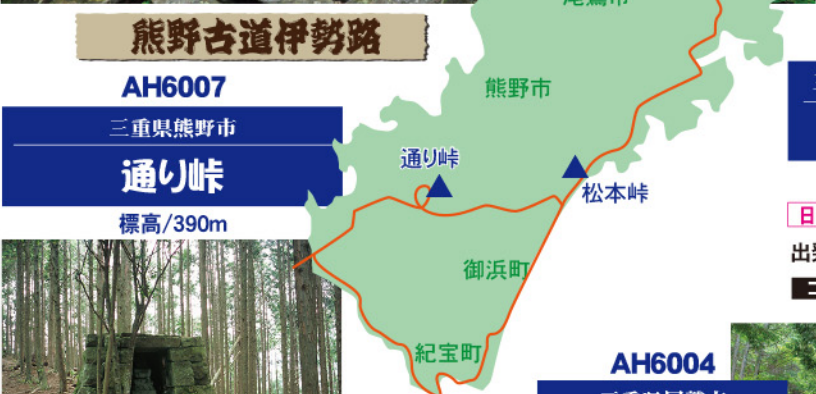 熊野古道伊勢路
AH6007
三重県熊野市
通り峠
標高/390m
熊野市
通り峠
松本峠
御浜町
紀宝町
AH6004
日